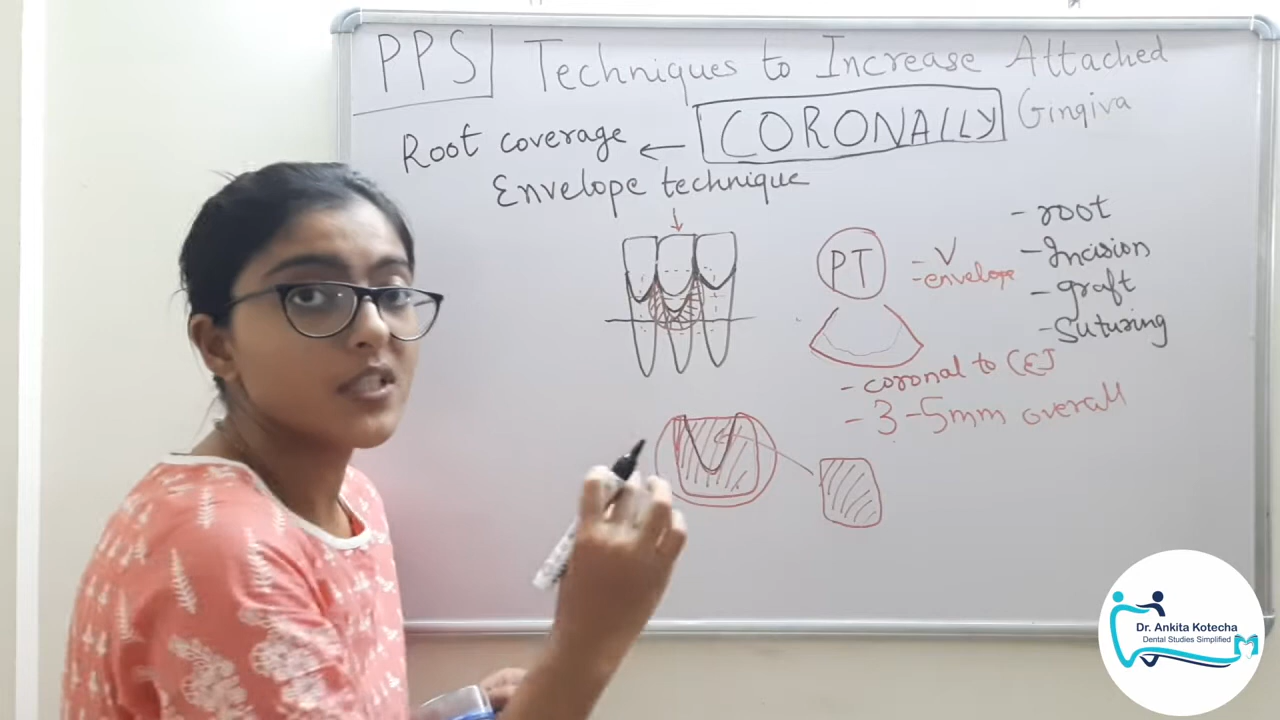 PPS Techniques to Increase Attached
Gingiva
Root coverage ← CORONALLY
Envelope technique
PT
- V
- envelope
- root
- Incision
- graft
- Suturing
- coronal to CEJ
- 3-5mm overall
Dr. Ankita Kotecha
Dental Studies Simplified